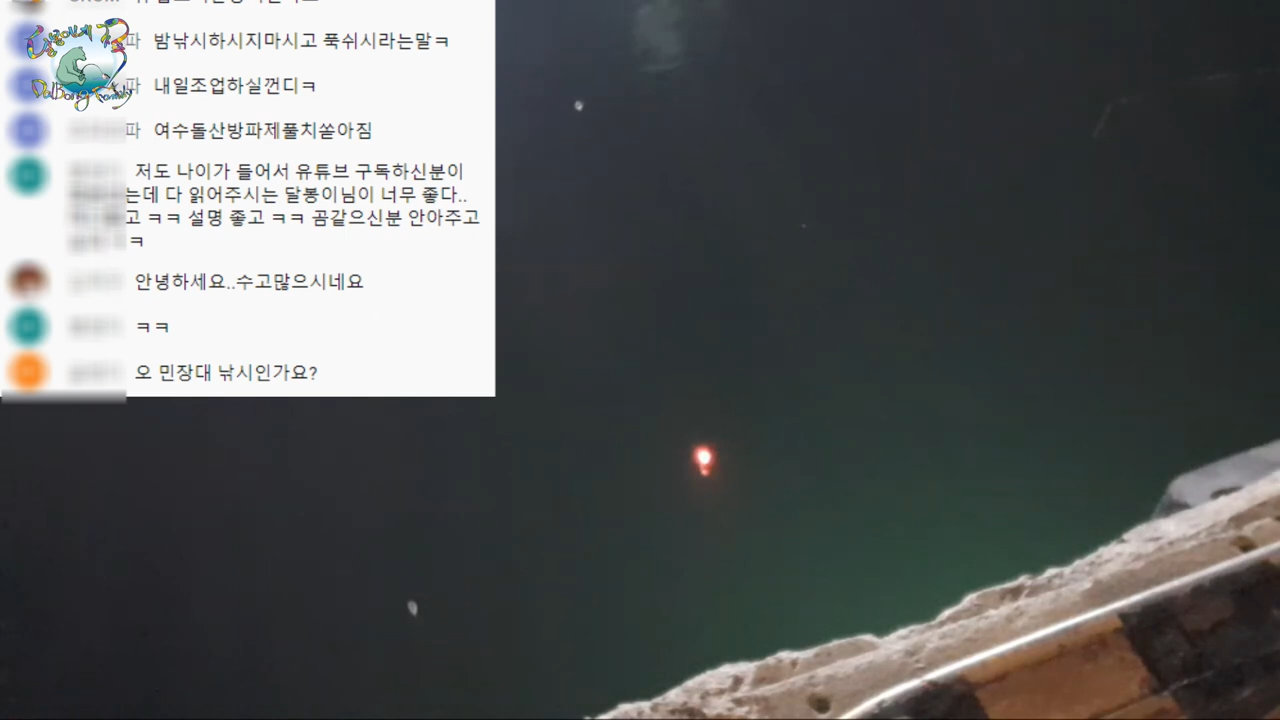 파 밤낚시하시지마시고 푹쉬시라는말ㅋ
파 내일조업하실껀디ㅋ
파 여수돌산방파제풀치쏟아짐
저도 나이가 들어서 유튜브 구독하신분이
는데 다 읽어주시는 달봉이님이 너무 좋다..
고 ㅋㅋ 설명 좋고 ㅋㅋ 곰같으신분 안아주고
ㅋ
안녕하세요..수고많으시네요
ㅋㅋ
오 민장대 낚시인가요?